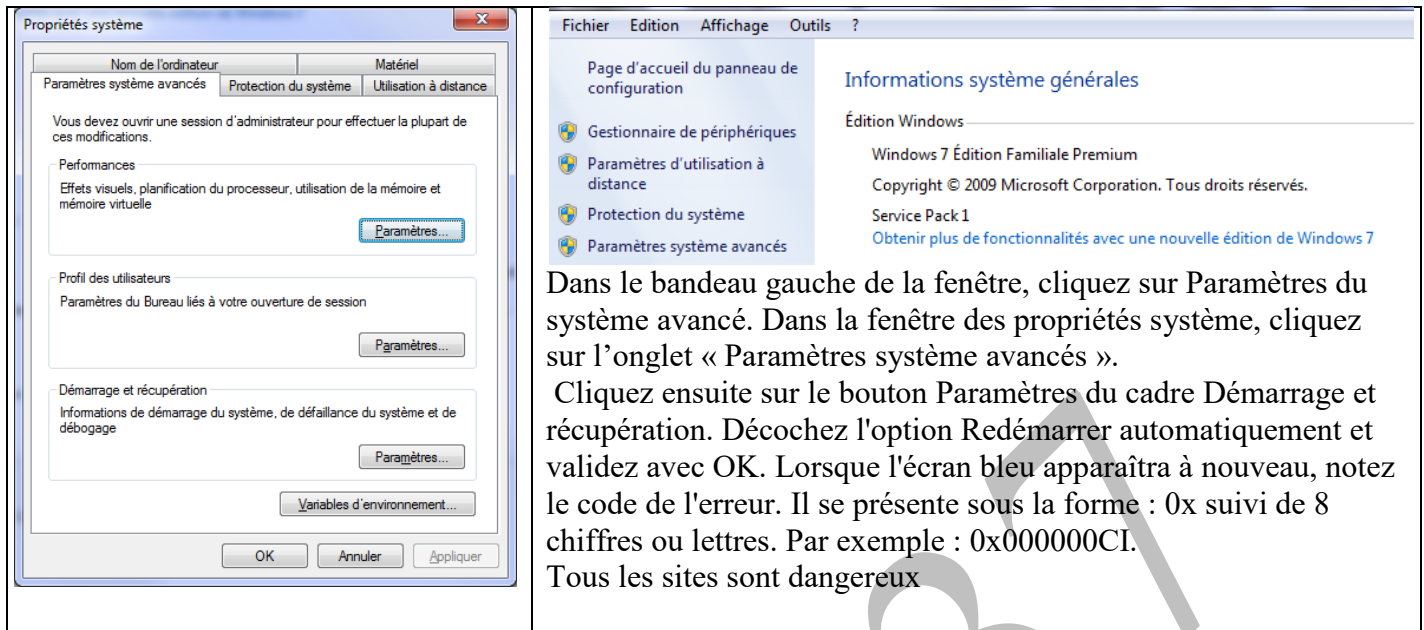 Propriétés système
Nom de l'ordinateur
Matériel
Paramètres système avancés
Protection du système
Utilisation à distance
Vous devez ouvrir une session d'administrateur pour effectuer la plupart de
ces modifications.
Performances
Effets visuels, planification du processeur, utilisation de la mémoire et
mémoire virtuelle
Paramètres...
Profil des utilisateurs
Paramètres du Bureau liés à votre ouverture de session
Paramètres...
Démarrage et récupération
Informations de démarrage du système, de défaillance du système et de
débogage
Paramètres...
Variables d'environnement...
OK
Annuler
Appliquer
Fichier Edition Affichage Outils ?
Page d'accueil du panneau de
configuration
Gestionnaire de périphériques
Paramètres d'utilisation à
distance
Protection du système
Paramètres système avancés
Informations système générales
Édition Windows
Windows 7 Édition Familiale Premium
Copyright © 2009 Microsoft Corporation. Tous droits réservés.
Service Pack 1
Obtenir plus de fonctionnalités avec une nouvelle édition de Windows 7
Dans le bandeau gauche de la fenêtre, cliquez sur Paramètres du
système avancé. Dans la fenêtre des propriétés système, cliquez
sur l’onglet « Paramètres système avancés ».
Cliquez ensuite sur le bouton Paramètres du cadre Démarrage et
récupération. Décochez l'option Redémarrer automatiquement et
validez avec OK. Lorsque l'écran bleu apparaîtra à nouveau, notez
le code de l'erreur. Il se présente sous la forme : 0x suivi de 8
chiffres ou lettres. Par exemple : 0x000000CI.
Tous les sites sont dangereux